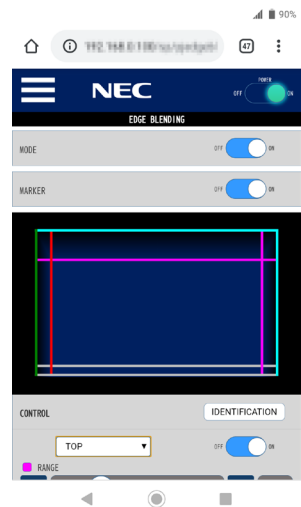 90%
47
NEC
POWER
OFF ON
EDGE BLENDING
MODE OFF ON
MARKER OFF ON
CONTROL IDENTIFICATION
TOP OFF ON
RANGE